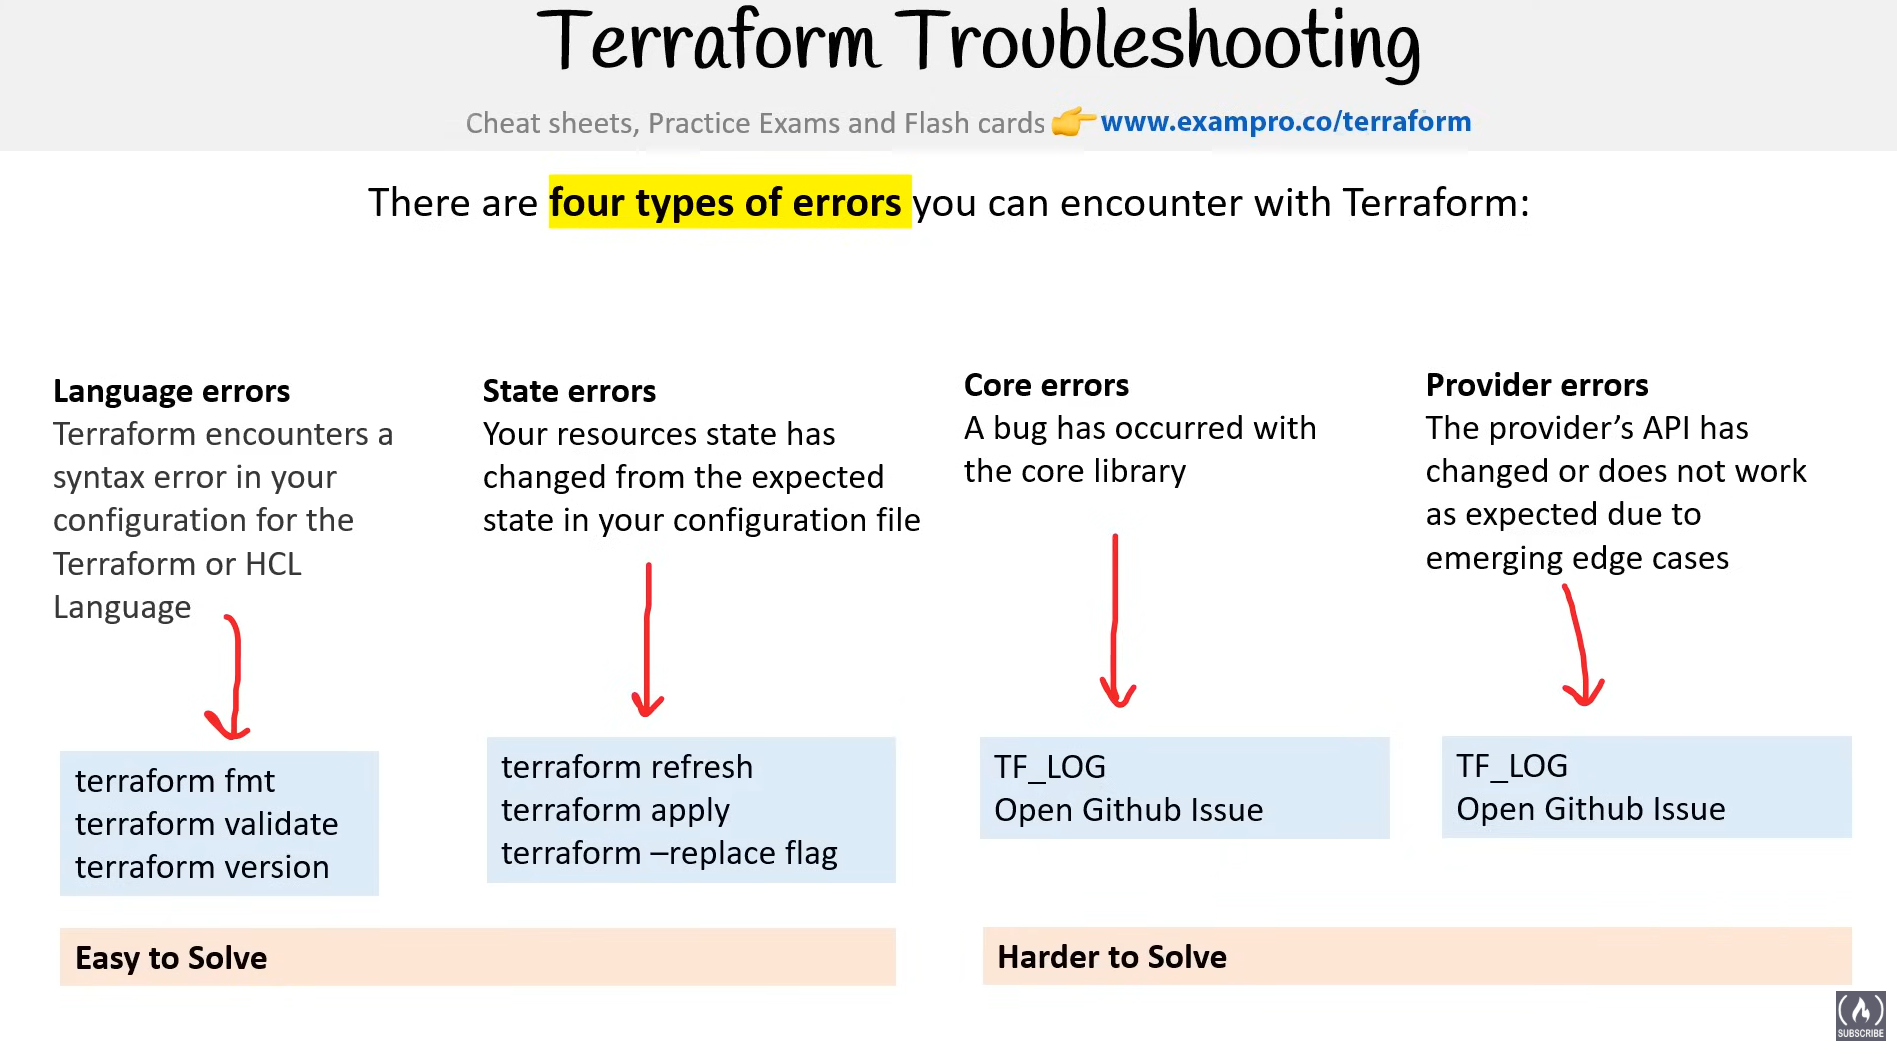 Terraform Troubleshooting
Cheat sheets, Practice Exams and Flash cards 👉 www.exampro.co/terraform
There are four types of errors you can encounter with Terraform:
Language errors
Terraform encounters a
syntax error in your
configuration for the
Terraform or HCL
Language
terraform fmt
terraform validate
terraform version
State errors
Your resources state has
changed from the expected
state in your configuration file
terraform refresh
terraform apply
terraform –replace flag
Easy to Solve
Core errors
A bug has occurred with
the core library
TF_LOG
Open Github Issue
Provider errors
The provider’s API has
changed or does not work
as expected due to
emerging edge cases
TF_LOG
Open Github Issue
Harder to Solve
SUBSCRIBE